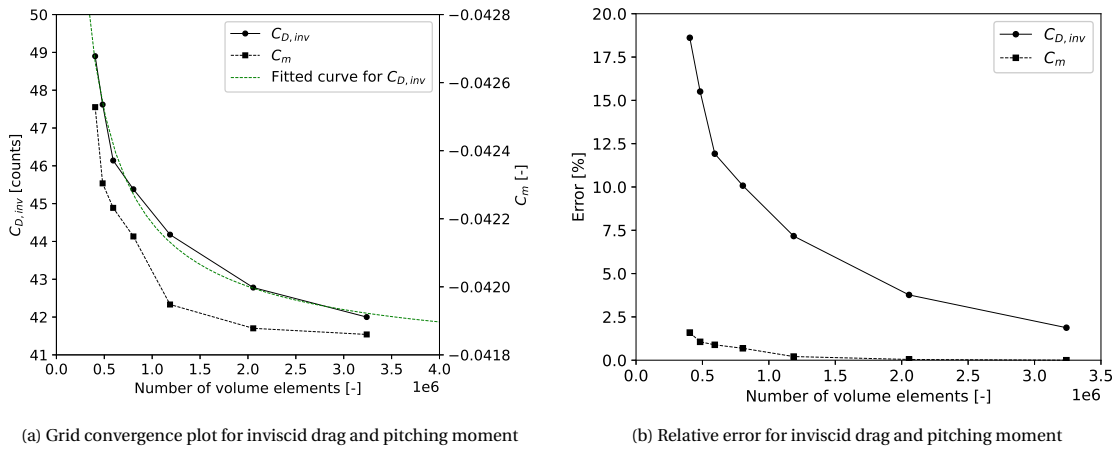 50
49
48
47
46
45
44
43
42
41
C_{D,inv} [counts]
0.0 0.5 1.0 1.5 2.0 2.5 3.0 3.5 4.0
Number of volume elements [-]
1e6
−0.0428
−0.0426
−0.0424
−0.0422
−0.0420
−0.0418
C_m [-]
C_{D,inv}
C_m
Fitted curve for C_{D,inv}
(a) Grid convergence plot for inviscid drag and pitching moment
20.0
17.5
15.0
12.5
10.0
7.5
5.0
2.5
0.0
Error [%]
0.0 0.5 1.0 1.5 2.0 2.5 3.0 3.5
Number of volume elements [-]
1e6
C_{D,inv}
C_m
(b) Relative error for inviscid drag and pitching moment